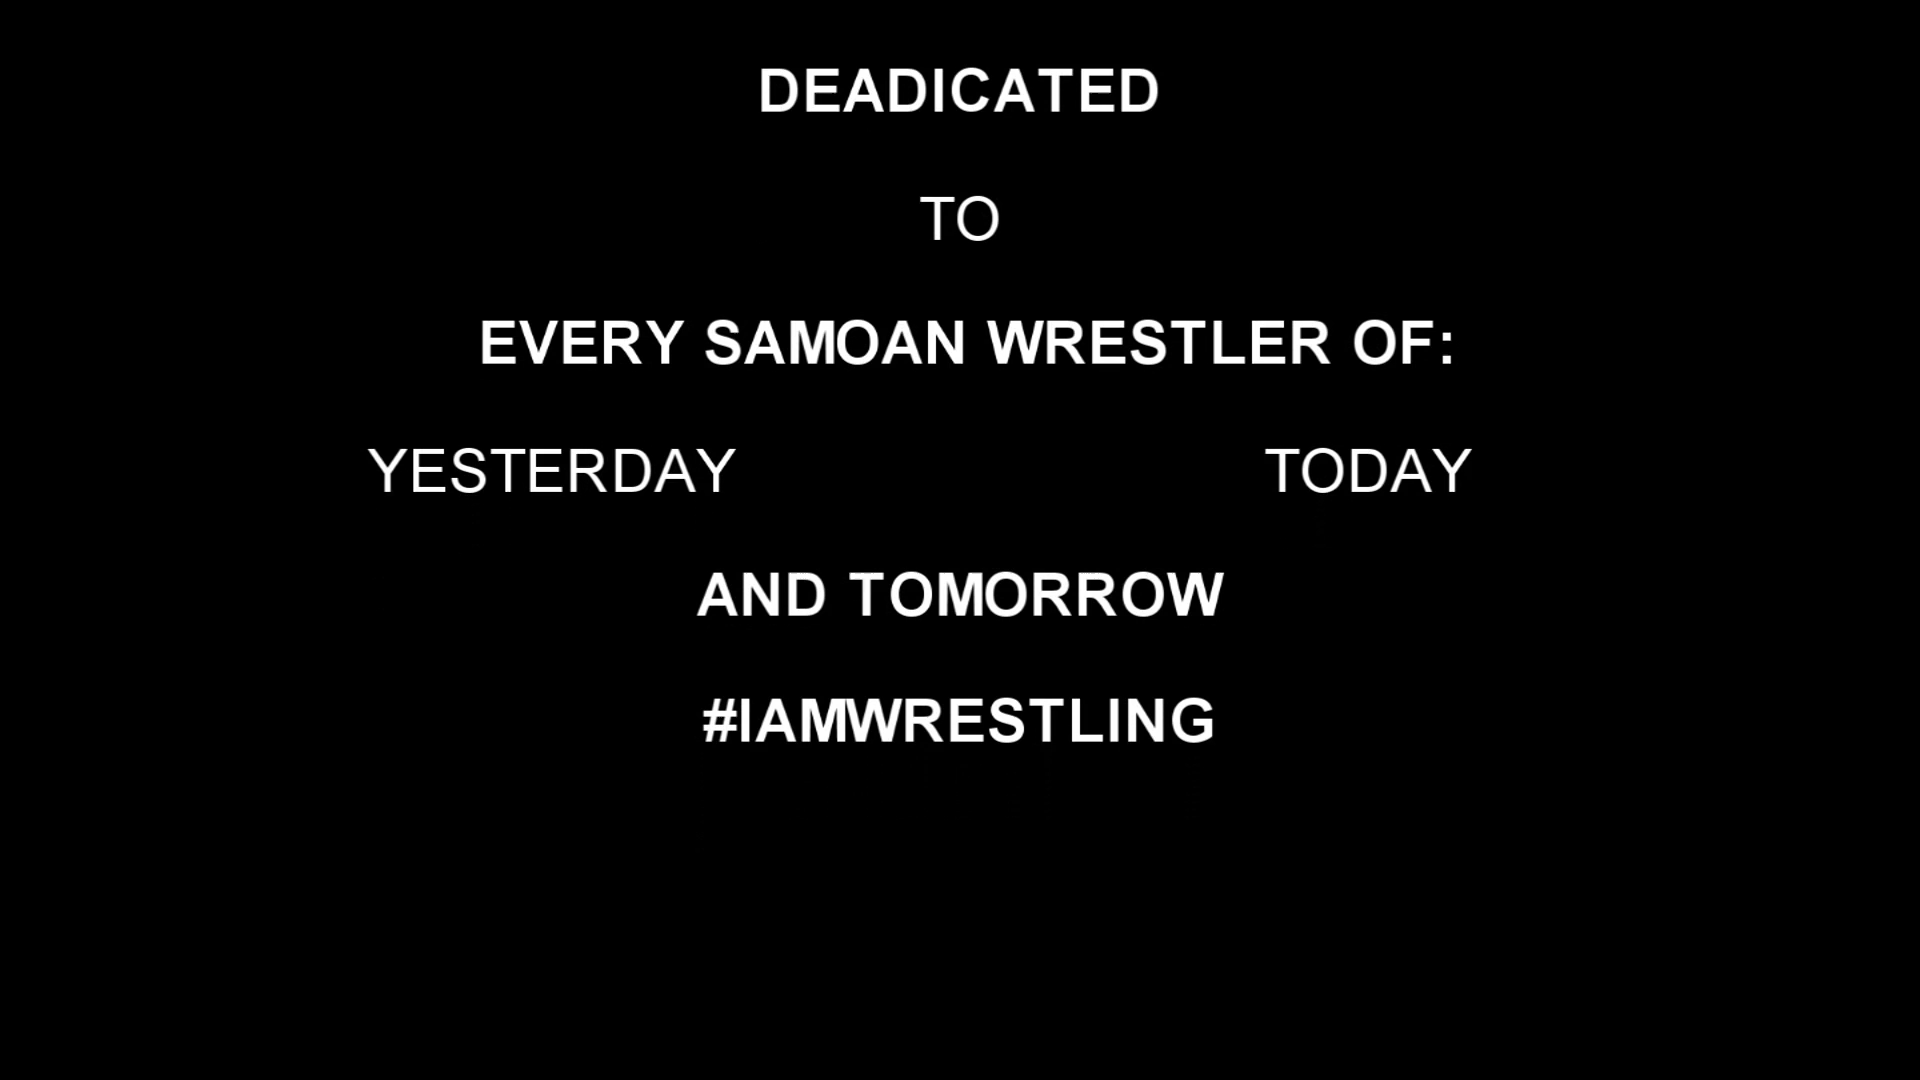 DEADICATED
TO
EVERY SAMOAN WRESTLER OF:
YESTERDAY TODAY
AND TOMORROW
#IAMWRESTLING